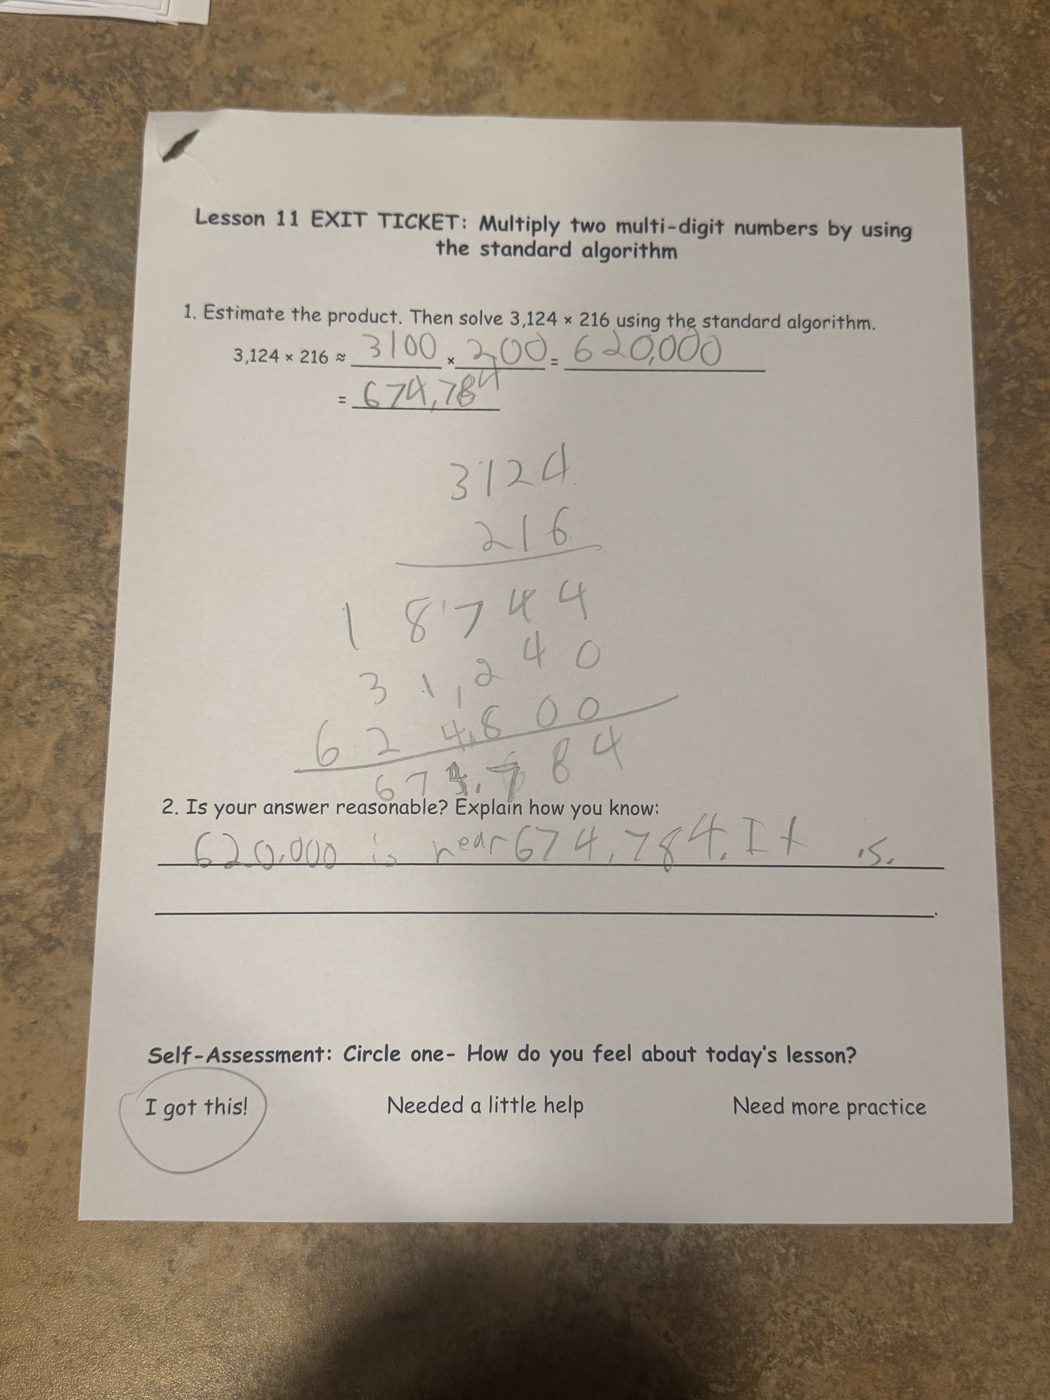 Lesson 11 EXIT TICKET: Multiply two multi-digit numbers by using
the standard algorithm
1. Estimate the product. Then solve 3,124 × 216 using the standard algorithm.
3,124 × 216 ≈ 3100 × 200 = 620,000
= 674,784
3124
216
18744
31,240
624,800
674,784
2. Is your answer reasonable? Explain how you know:
620,000 is near 674,784. It is.
Self-Assessment: Circle one- How do you feel about today's lesson?
I got this! Needed a little help Need more practice